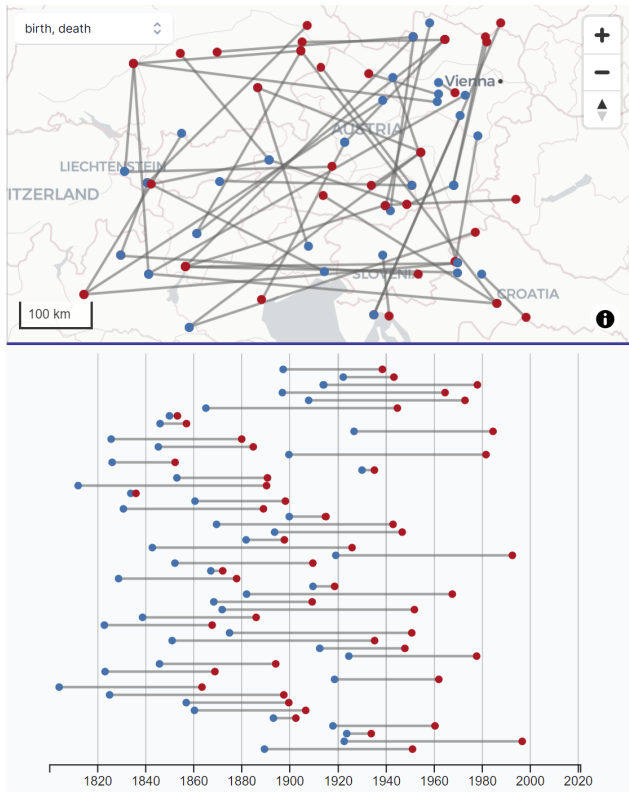 birth, death
+
Vienna
−
AUSTRIA
LIECHTENSTEIN
ITZERLAND
SLOVENI
CROATIA
100 km
i
1820 1840 1860 1880 1900 1920 1940 1960 1980 2000 2020